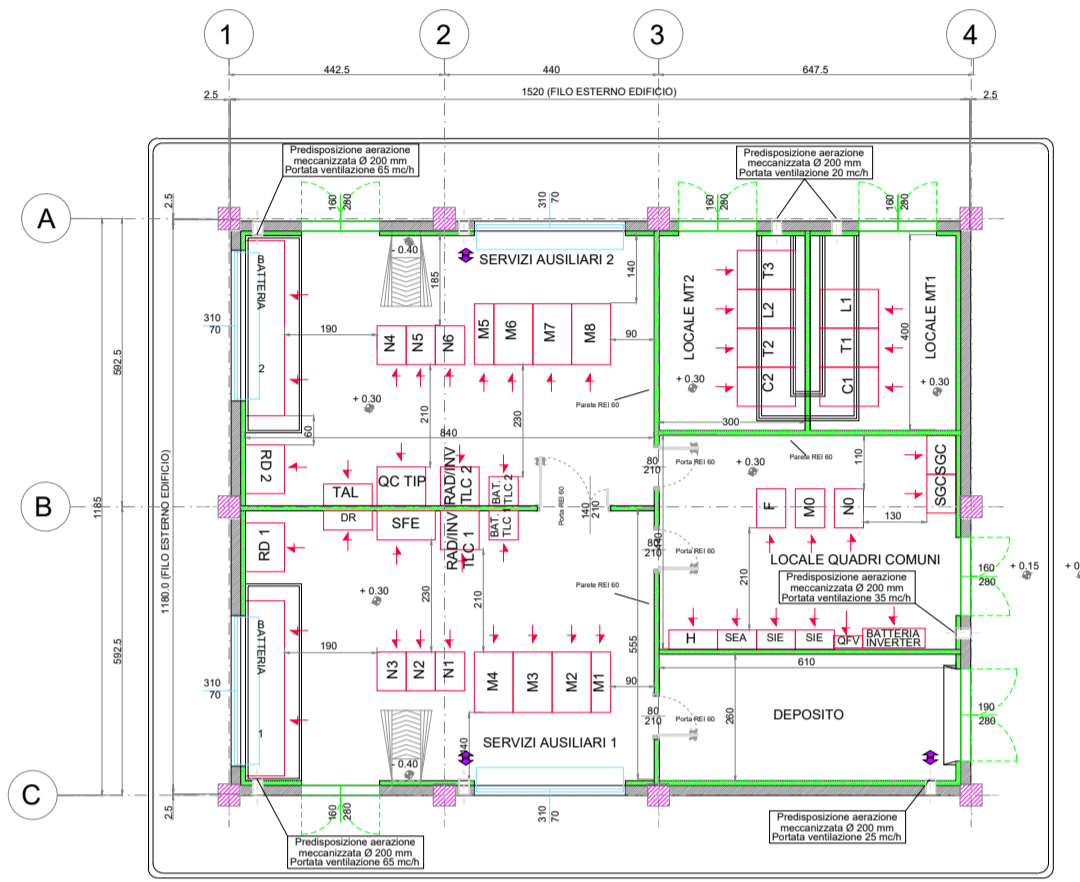 1
2
3
4
442.5
440
647.5
2.5
1520 (FILO ESTERNO EDIFICIO)
2.5
Predisposizione aerazione
meccanizzata Ø 200 mm
Portata ventilazione 65 mc/h
Predisposizione aerazione
meccanizzata Ø 200 mm
Portata ventilazione 20 mc/h
160
280
310
70
160
280
160
280
A
2.5
- 0.40
185
SERVIZI AUSILIARI 2
140
BATTERIA
2
310
70
190
N4
N5
N6
M5
M6
M7
M8
90
LOCALE MT2
T3
L2
T2
C2
L1
T1
C1
400
LOCALE MT1
+ 0.30
+ 0.30
+ 0.30
Parete REI 60
300
592.5
60
210
230
840
RD 2
TAL
QC TIP
RAD/INV
TLC 2
BAT.
TLC 2
80
210
Porta REI 60
Parete REI 60
+ 0.30
110
SGC
SGC
B
1185
1180.0 (FILO ESTERNO EDIFICIO)
DR
SFE
RAD/INV
TLC 1
BAT.
TLC 1
Porta REI 60
140
210
F
M0
N0
130
RD 1
80
210
Porta REI 60
LOCALE QUADRI COMUNI
160
280
+ 0.15
Predisposizione aerazione
meccanizzata Ø 200 mm
Portata ventilazione 35 mc/h
+ 0.30
230
210
Parete REI 60
210
592.5
BATTERIA
1
310
70
190
N3
N2
N1
M4
M3
M2
M1
90
555
H
SEA
SIE
SIE
QFV
BATTERIA
INVERTER
610
80
210
Porta REI 60
260
DEPOSITO
190
280
SERVIZI AUSILIARI 1
- 0.40
C
2.5
160
280
310
70
Predisposizione aerazione
meccanizzata Ø 200 mm
Portata ventilazione 65 mc/h
Predisposizione aerazione
meccanizzata Ø 200 mm
Portata ventilazione 25 mc/h